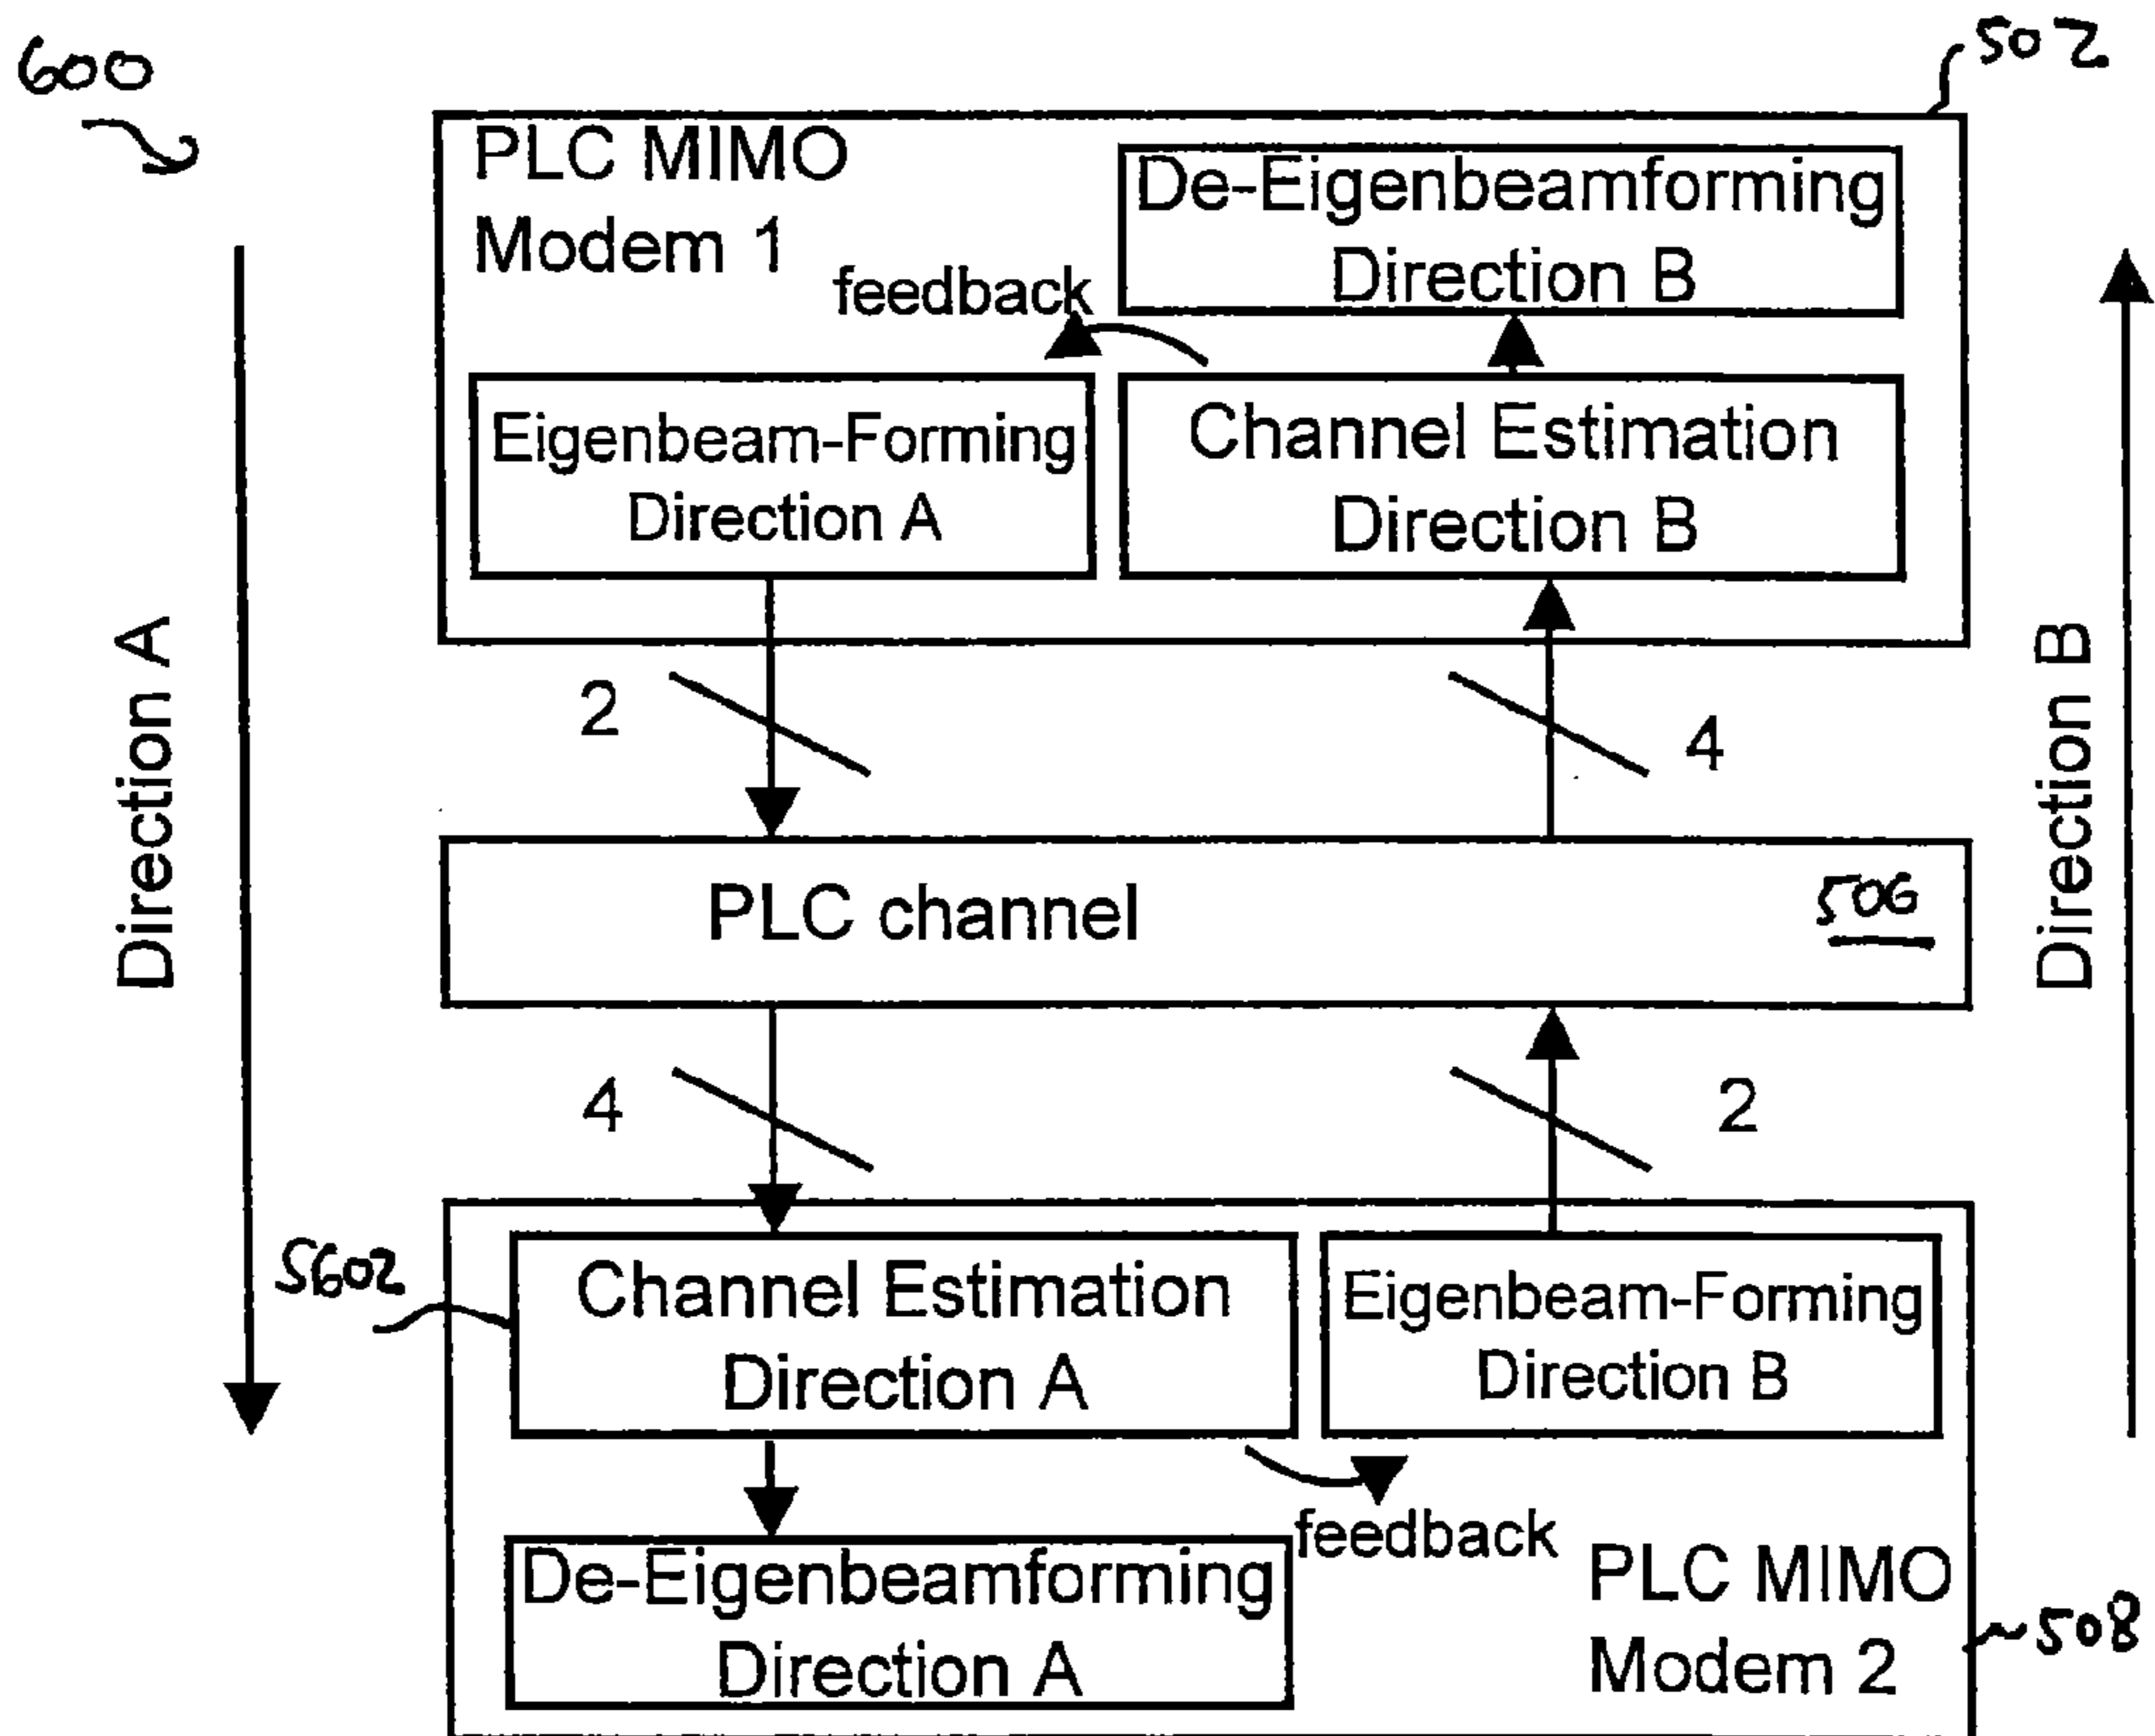 600
502
PLC MIMO
Modem 1
De-Eigenbeamforming
Direction B
feedback
Eigenbeam-Forming
Direction A
Channel Estimation
Direction B
Direction A
2
4
Direction B
PLC channel
506
4
2
S602
Channel Estimation
Direction A
Eigenbeam-Forming
Direction B
feedback
De-Eigenbeamforming
Direction A
PLC MIMO
Modem 2
508